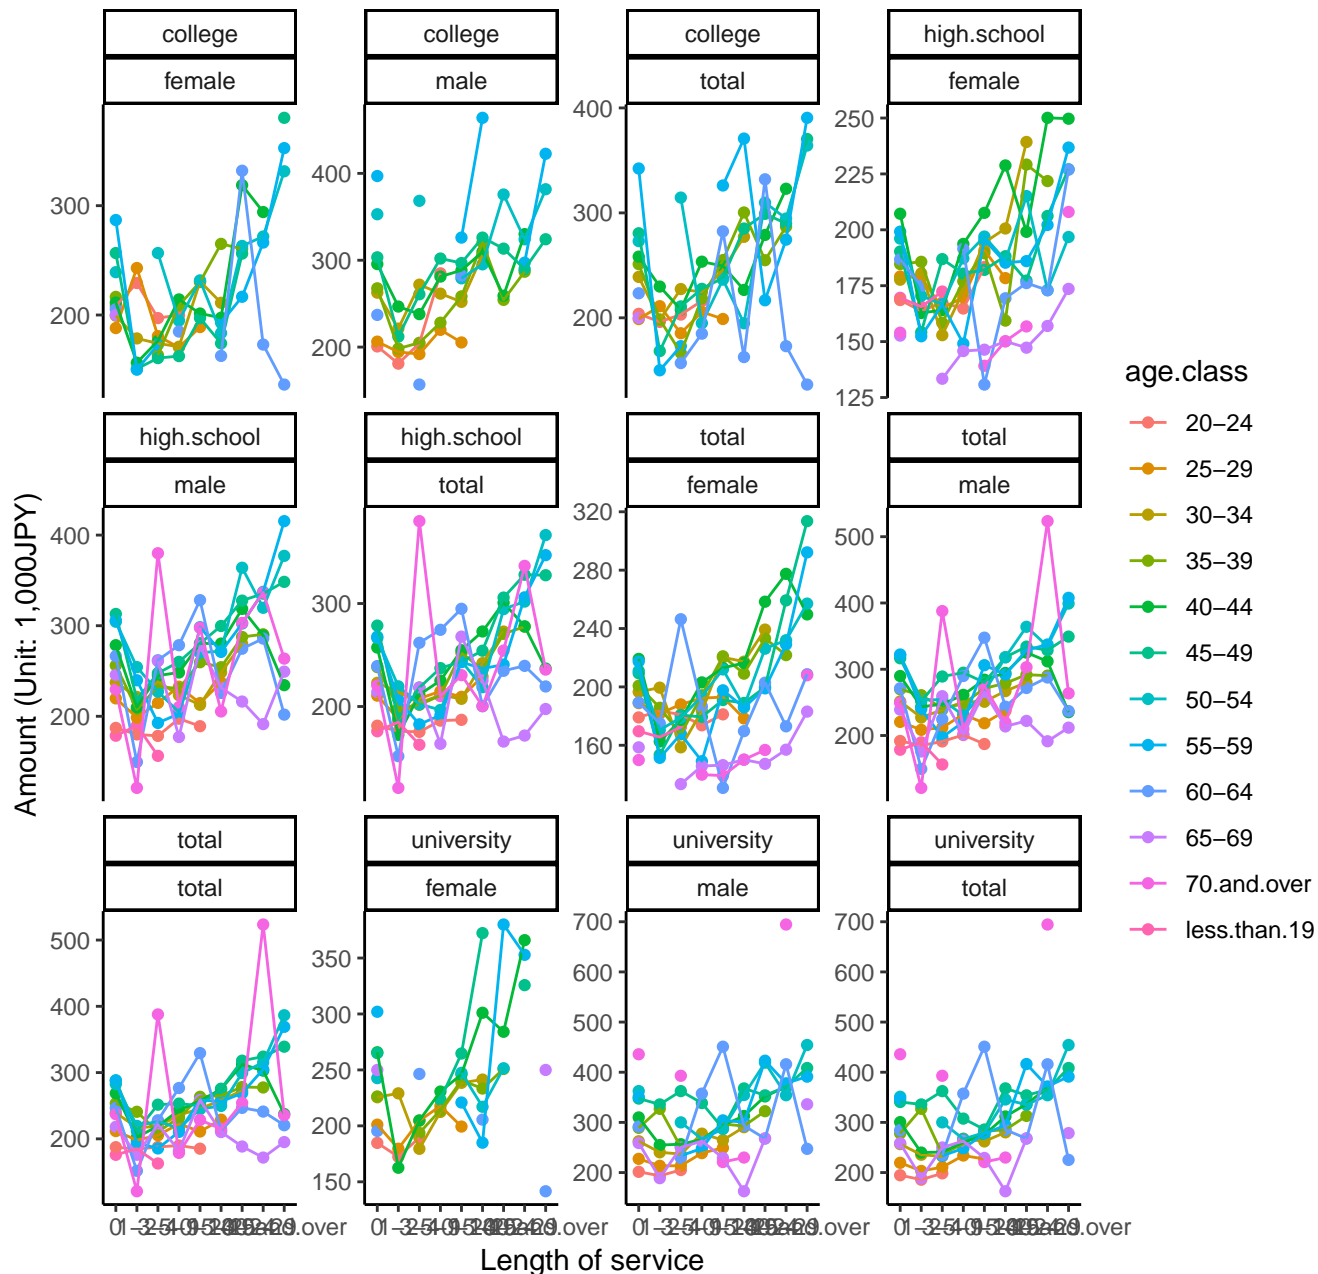 college
college
college
high.school
female
male
total
female
300
200
400
300
200
400
300
200
250
225
200
175
150
125
high.school
high.school
total
total
male
total
female
male
400
300
200
300
200
320
280
240
200
160
500
400
300
200
total
university
university
university
total
female
male
total
500
400
300
200
350
300
250
200
150
700
600
500
400
300
200
700
600
500
400
300
200
Length of service
Amount (Unit: 1,000JPY)
age.class
20−24
25−29
30−34
35−39
40−44
45−49
50−54
55−59
60−64
65−69
70.and.over
less.than.19